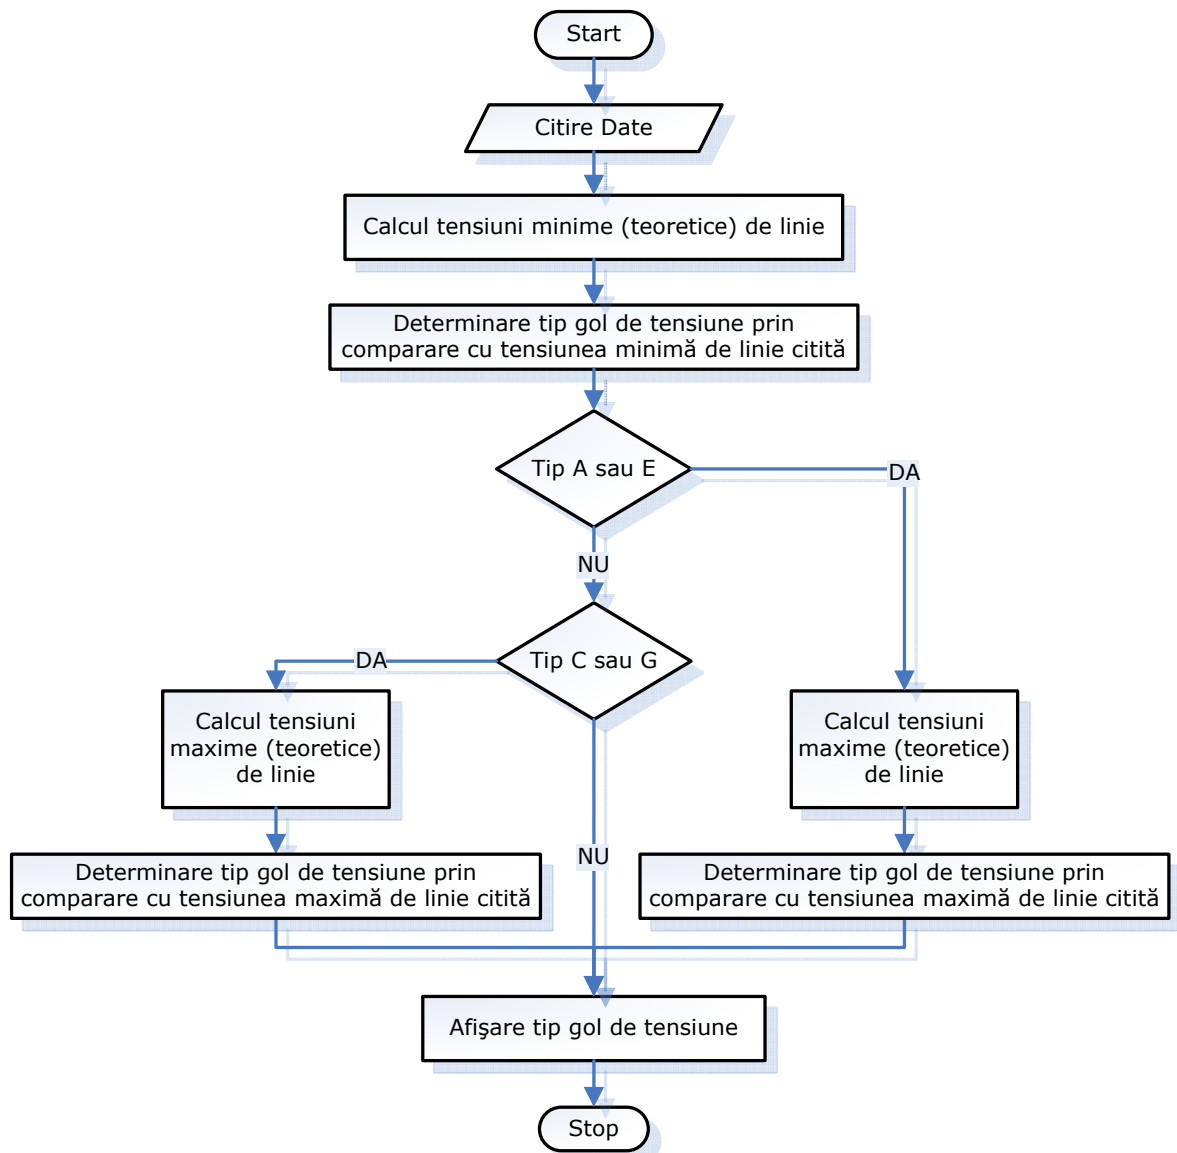 Start
Citire Date
Calcul tensiuni minime (teoretice) de linie
Determinare tip gol de tensiune prin
comparare cu tensiunea minimă de linie citită
Tip A sau E
DA
NU
Tip C sau G
DA
Calcul tensiuni
maxime (teoretice)
de linie
Calcul tensiuni
maxime (teoretice)
de linie
NU
Determinare tip gol de tensiune prin
comparare cu tensiunea maximă de linie citită
Determinare tip gol de tensiune prin
comparare cu tensiunea maximă de linie citită
Afişare tip gol de tensiune
Stop